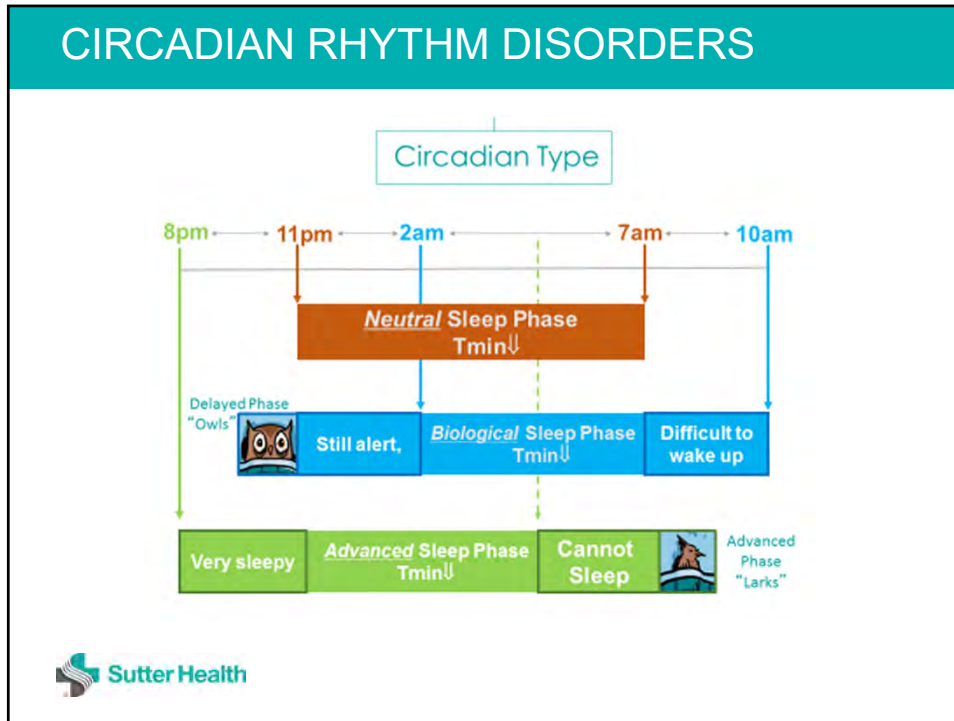 CIRCADIAN RHYTHM DISORDERS
Circadian Type
8pm 11pm 2am 7am 10am
Neutral Sleep Phase
Tmin⇓
Delayed Phase
"Owls"
Still alert,
Biological Sleep Phase
Tmin⇓
Difficult to
wake up
Very sleepy
Advanced Sleep Phase
Tmin⇓
Cannot
Sleep
Advanced
Phase
"Larks"
Sutter Health